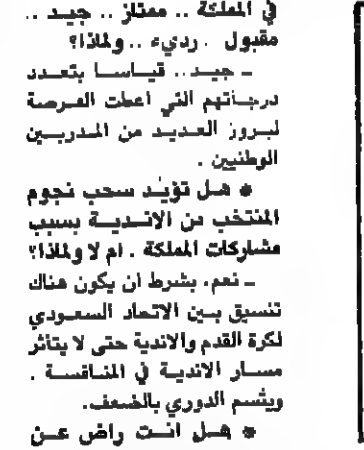 في المملكة .. ممتاز .. جيد ..
مقبول . رديء .. ولماذا؟
ـ جيد .. قياسا بتعدد
درجاتهم التي اعطت الفرصة
لبروز العديد من المدربين
الوطنيين .
● هل تؤيد سحب نجوم
المنتخب من الاندية بسبب
مشاركات المملكة . ام لا ولماذا؟
ـ نعم، بشرط ان يكون هناك
تنسيق بين الاتحاد السعودي
لكرة القدم والاندية حتى لا يتأثر
مسار الاندية في المنافسة .
ويتسم الدوري بالضعف.
● هل انت راض عن